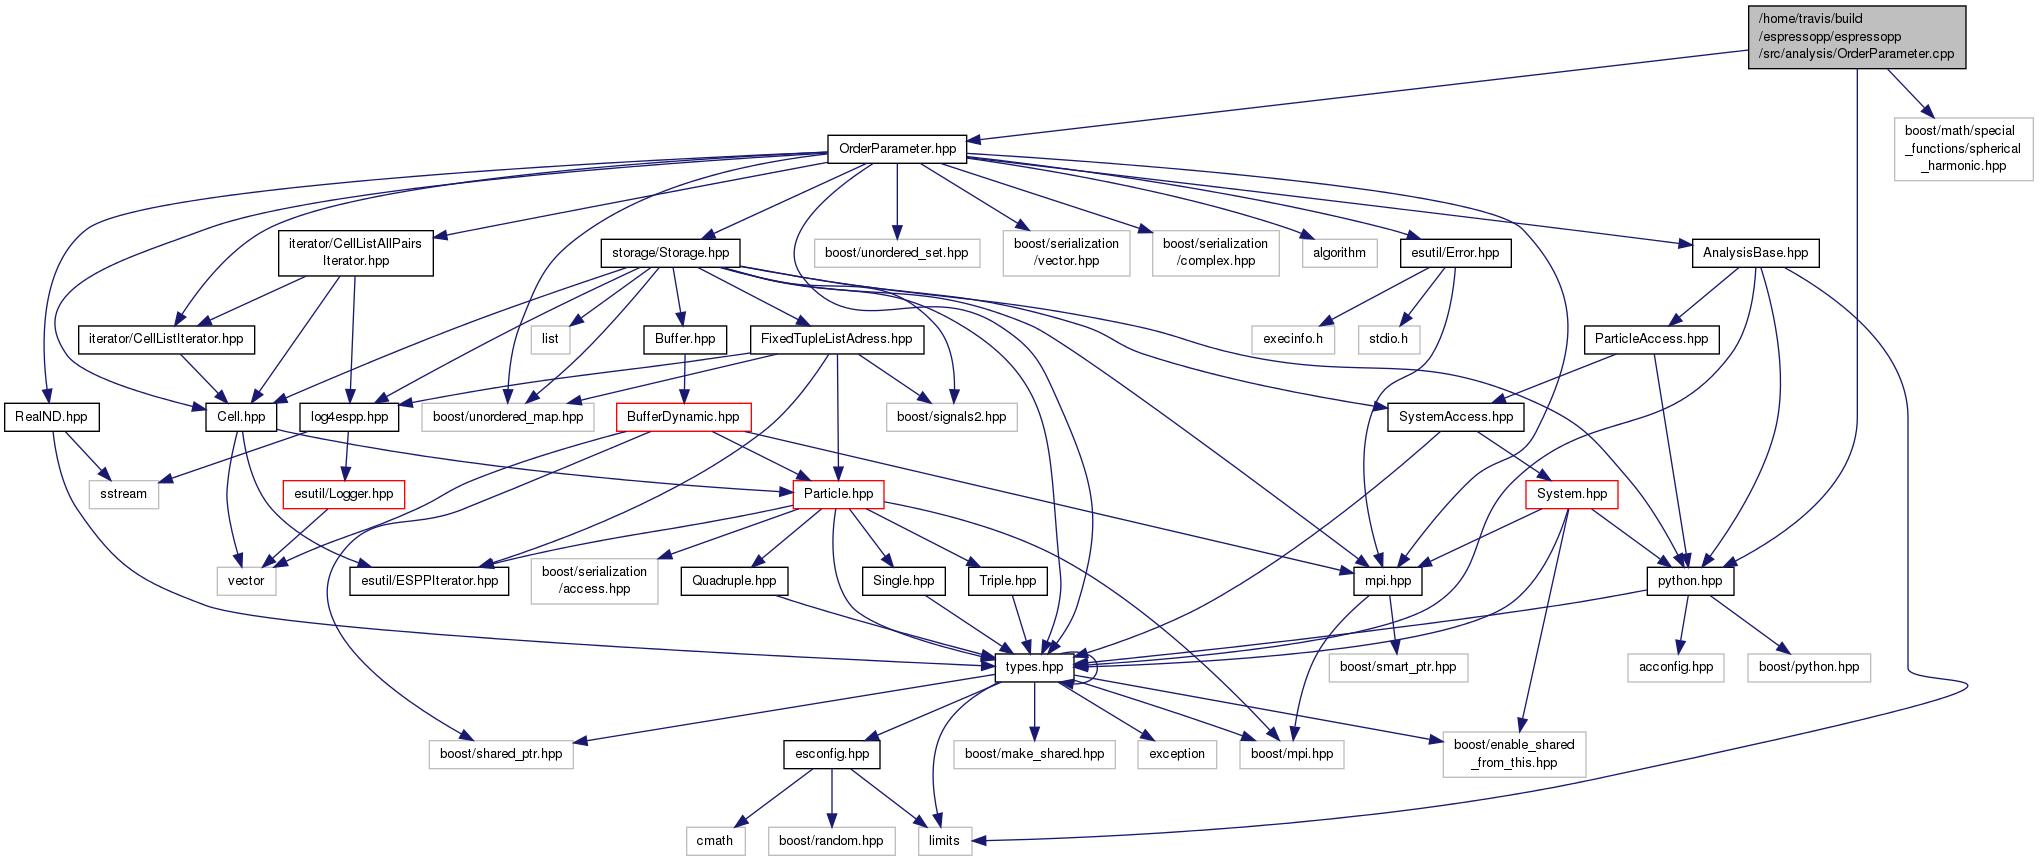 /home/travis/build
/espressopp/espressopp
/src/analysis/OrderParameter.cpp
OrderParameter.hpp
boost/math/special
_functions/spherical
_harmonic.hpp
iterator/CellListAllPairs
Iterator.hpp
storage/Storage.hpp
boost/unordered_set.hpp
boost/serialization
/vector.hpp
boost/serialization
/complex.hpp
algorithm
esutil/Error.hpp
AnalysisBase.hpp
iterator/CellListIterator.hpp
list
Buffer.hpp
FixedTupleListAdress.hpp
execinfo.h
stdio.h
ParticleAccess.hpp
RealND.hpp
Cell.hpp
log4espp.hpp
boost/unordered_map.hpp
BufferDynamic.hpp
boost/signals2.hpp
SystemAccess.hpp
sstream
esutil/Logger.hpp
Particle.hpp
System.hpp
vector
esutil/ESPPIterator.hpp
boost/serialization
/access.hpp
Quadruple.hpp
Single.hpp
Triple.hpp
mpi.hpp
python.hpp
types.hpp
boost/smart_ptr.hpp
acconfig.hpp
boost/python.hpp
boost/shared_ptr.hpp
esconfig.hpp
boost/make_shared.hpp
exception
boost/mpi.hpp
boost/enable_shared
_from_this.hpp
cmath
boost/random.hpp
limits